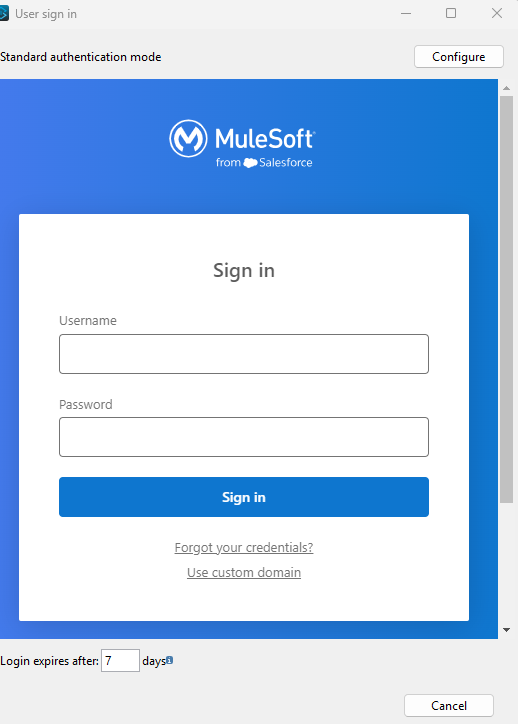 User sign in
Standard authentication mode
Configure
MuleSoft
from Salesforce
Sign in
Username
Password
Sign in
Forgot your credentials?
Use custom domain
Login expires after: 7 days
Cancel